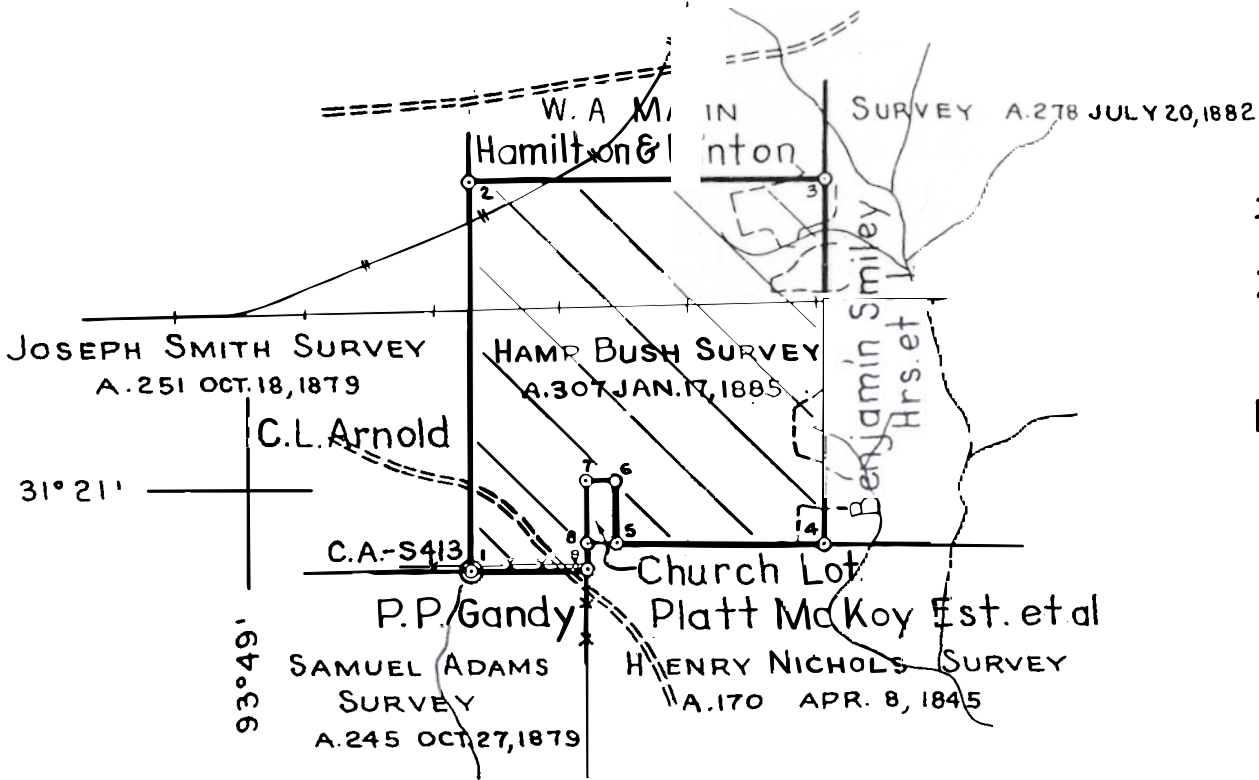 W. A
IN SURVEY A.278 JULY 20,1882
Hamilton &
nton
2
3
Benjamin Smiley
Hrs. et
JOSEPH SMITH SURVEY
A.251 OCT.18,1879
HAMP BUSH SURVEY
A.307 JAN.17,1885
C.L. Arnold
31° 21'
7 6
8 5
4
C.A.-S413
1
9
Church Lot
P.P. Gandy
Platt McKoy Est. et al
93°49'
SAMUEL ADAMS
SURVEY
A.245 OCT.27,1879
HENRY NICHOLS SURVEY
A.170 APR. 8, 1845